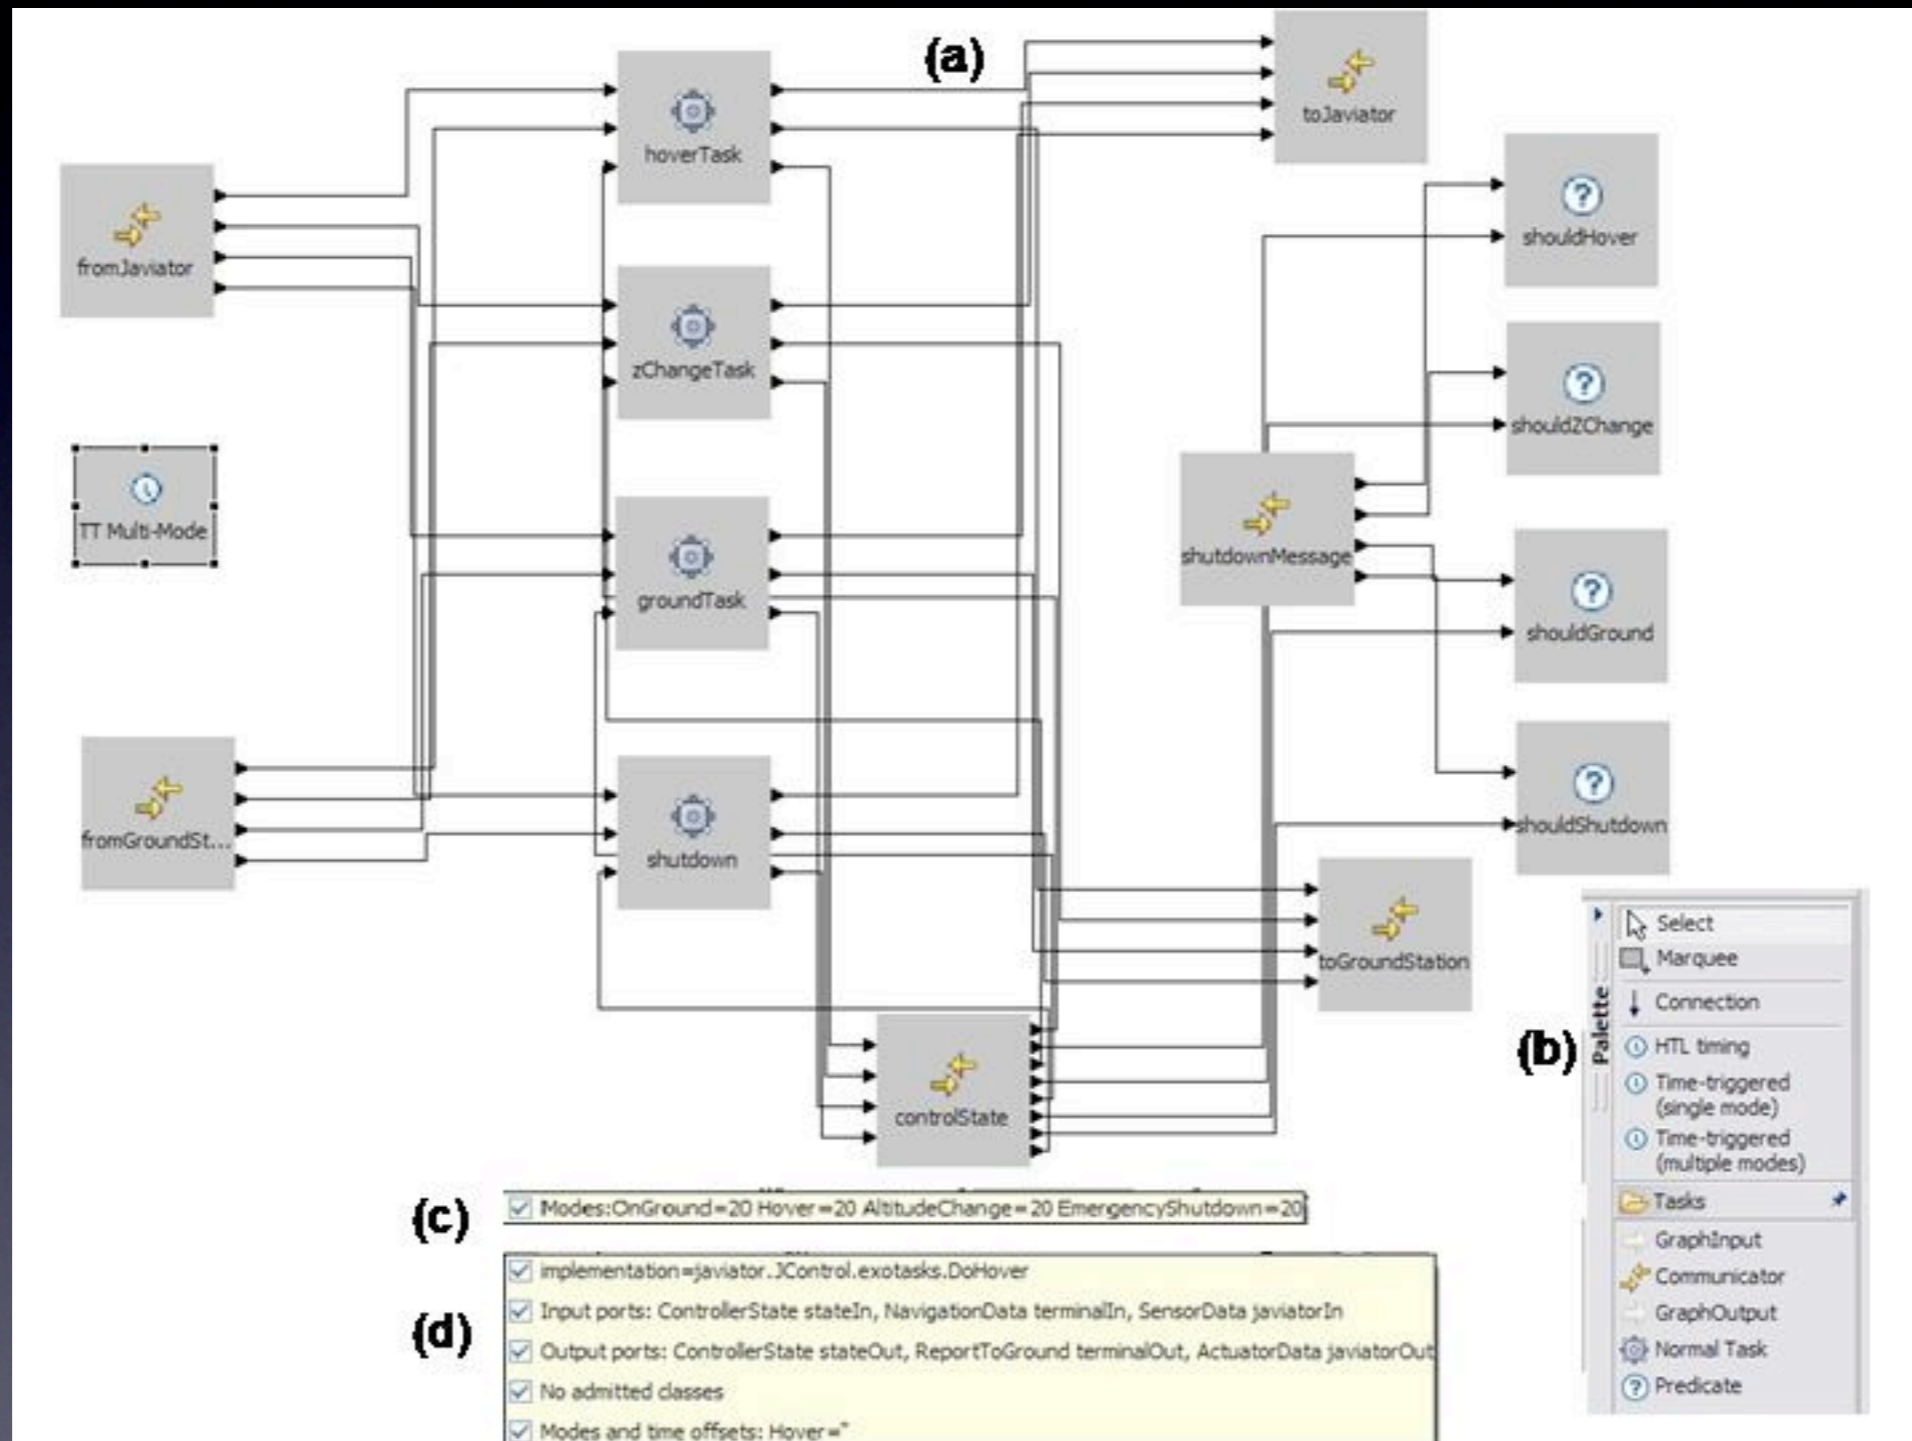 (a)
toJaviator
hoverTask
fromJaviator
shouldHover
zChangeTask
shouldZChange
TT Multi-Mode
shutdownMessage
groundTask
shouldGround
fromGroundSt...
shutdown
shouldShutdown
toGroundStation
controlState
(b)
Palette
Select
Marquee
Connection
HTL timing
Time-triggered
(single mode)
Time-triggered
(multiple modes)
Tasks
GraphInput
Communicator
GraphOutput
Normal Task
Predicate
(c)
Modes:OnGround=20 Hover=20 AltitudeChange=20 EmergencyShutdown=20
(d)
implementation=javiator.JControl.exotasks.DoHover
Input ports: ControllerState stateIn, NavigationData terminalIn, SensorData javiatorIn
Output ports: ControllerState stateOut, ReportToGround terminalOut, ActuatorData javiatorOut
No admitted classes
Modes and time offsets: Hover=''